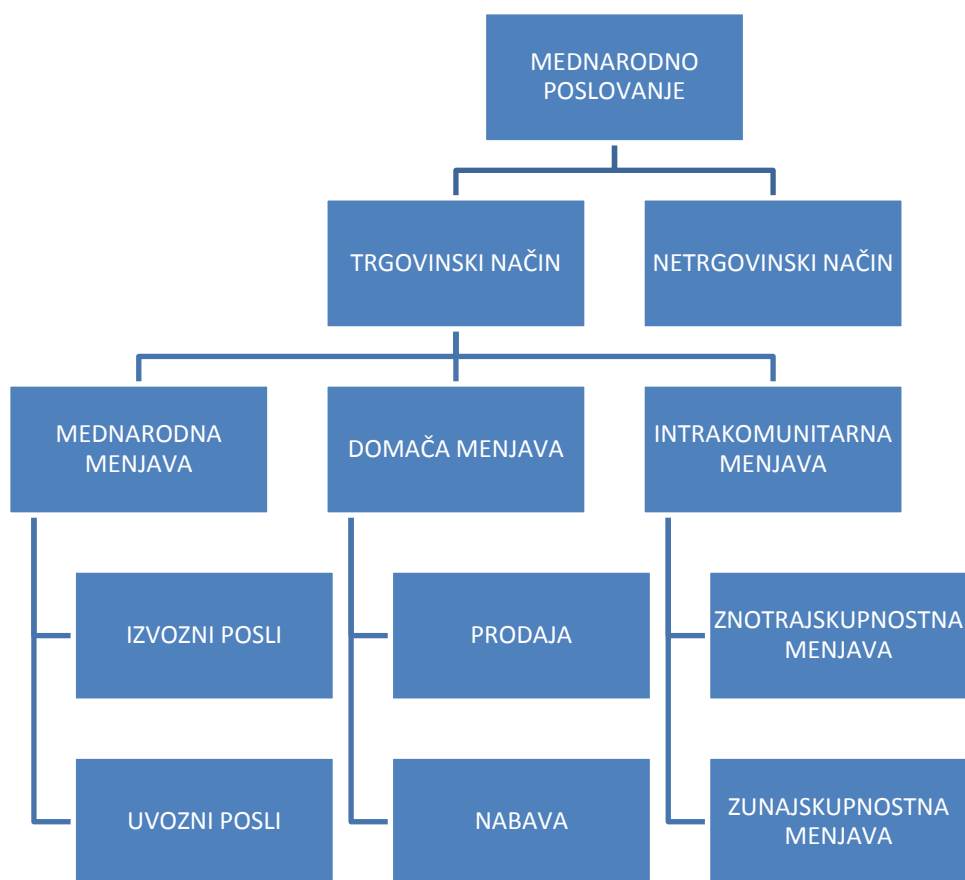 MEDNARODNO
POSLOVANJE
TRGOVINSKI NAČIN
NETRGOVINSKI NAČIN
MEDNARODNA
MENJAVA
DOMAČA MENJAVA
INTRAKOMUNITARNA
MENJAVA
IZVOZNI POSLI
PRODAJA
ZNOTRAJSKUPNOSTNA
MENJAVA
UVOZNI POSLI
NABAVA
ZUNAJSKUPNOSTNA
MENJAVA